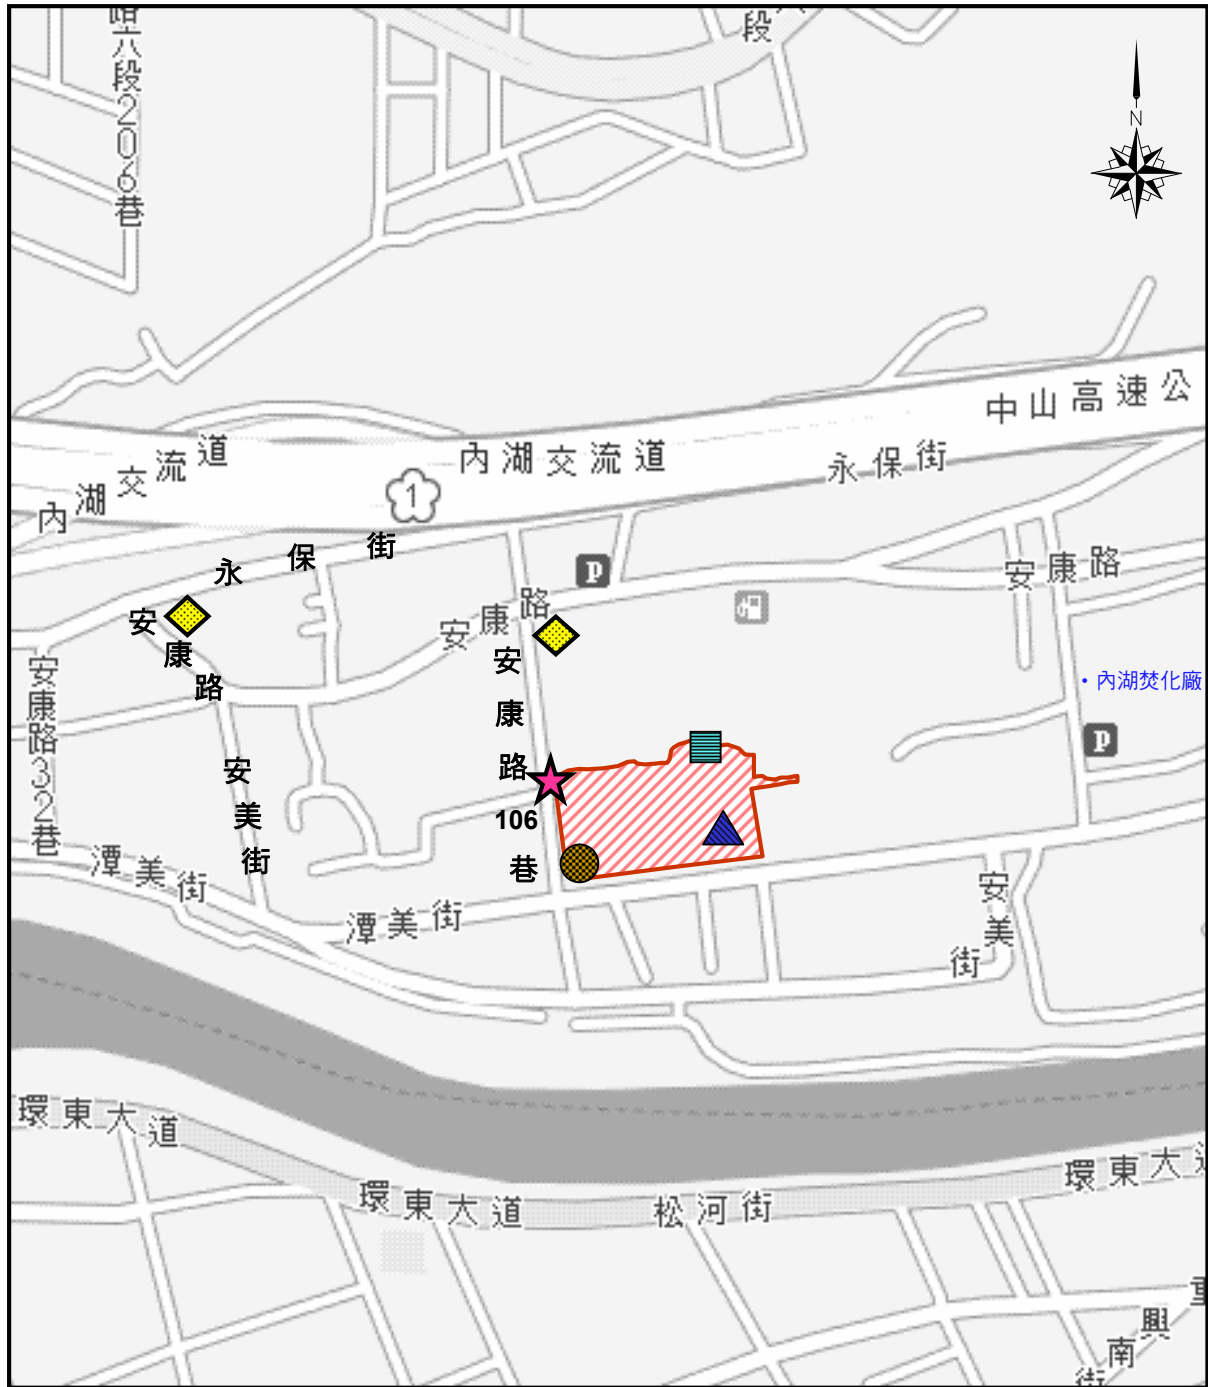 段
六段206巷
N
中山高速公
內湖交流道
內湖交流道
1
永保街
永保街
P
安康路
安康路
安康路
安康路106巷
安康路32巷
內湖焚化廠
P
安美街
潭美街
潭美街
安美街
環東大道
環東大道
松河街
環東大
興南街